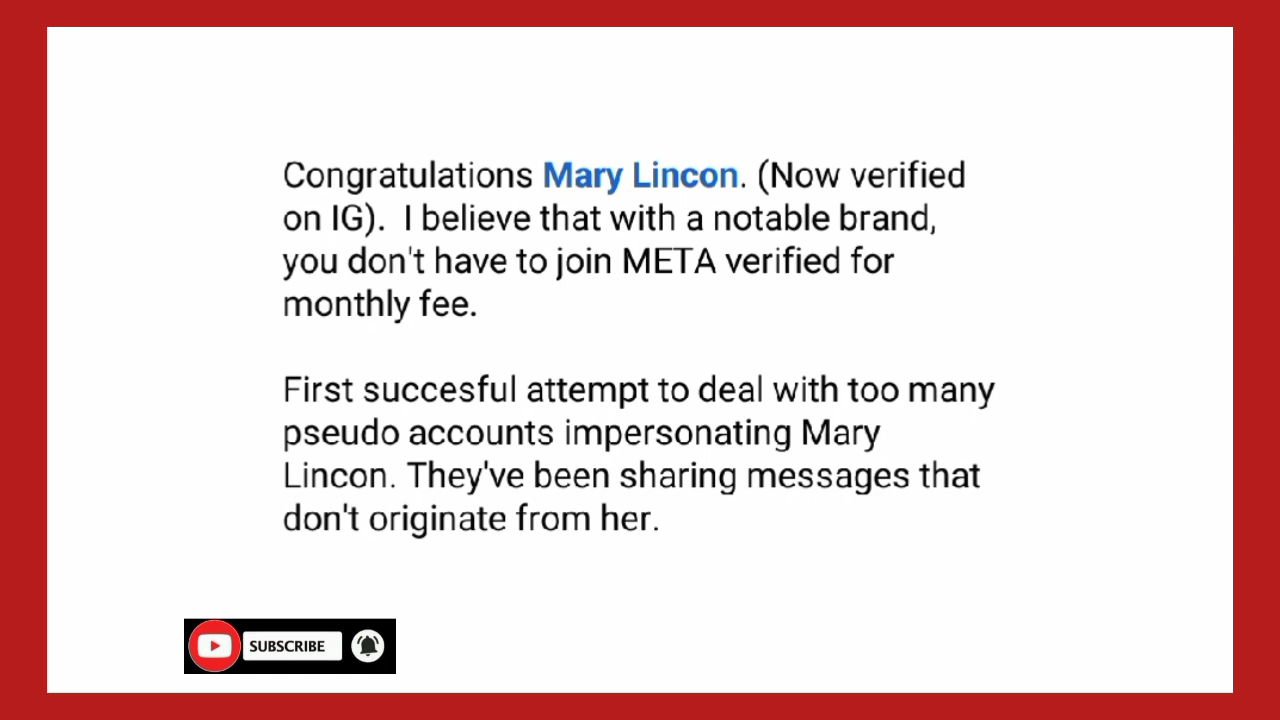 Congratulations Mary Lincon. (Now verified
on IG).  I believe that with a notable brand,
you don't have to join META verified for
monthly fee.
First succesful attempt to deal with too many
pseudo accounts impersonating Mary
Lincon. They've been sharing messages that
don't originate from her.
SUBSCRIBE